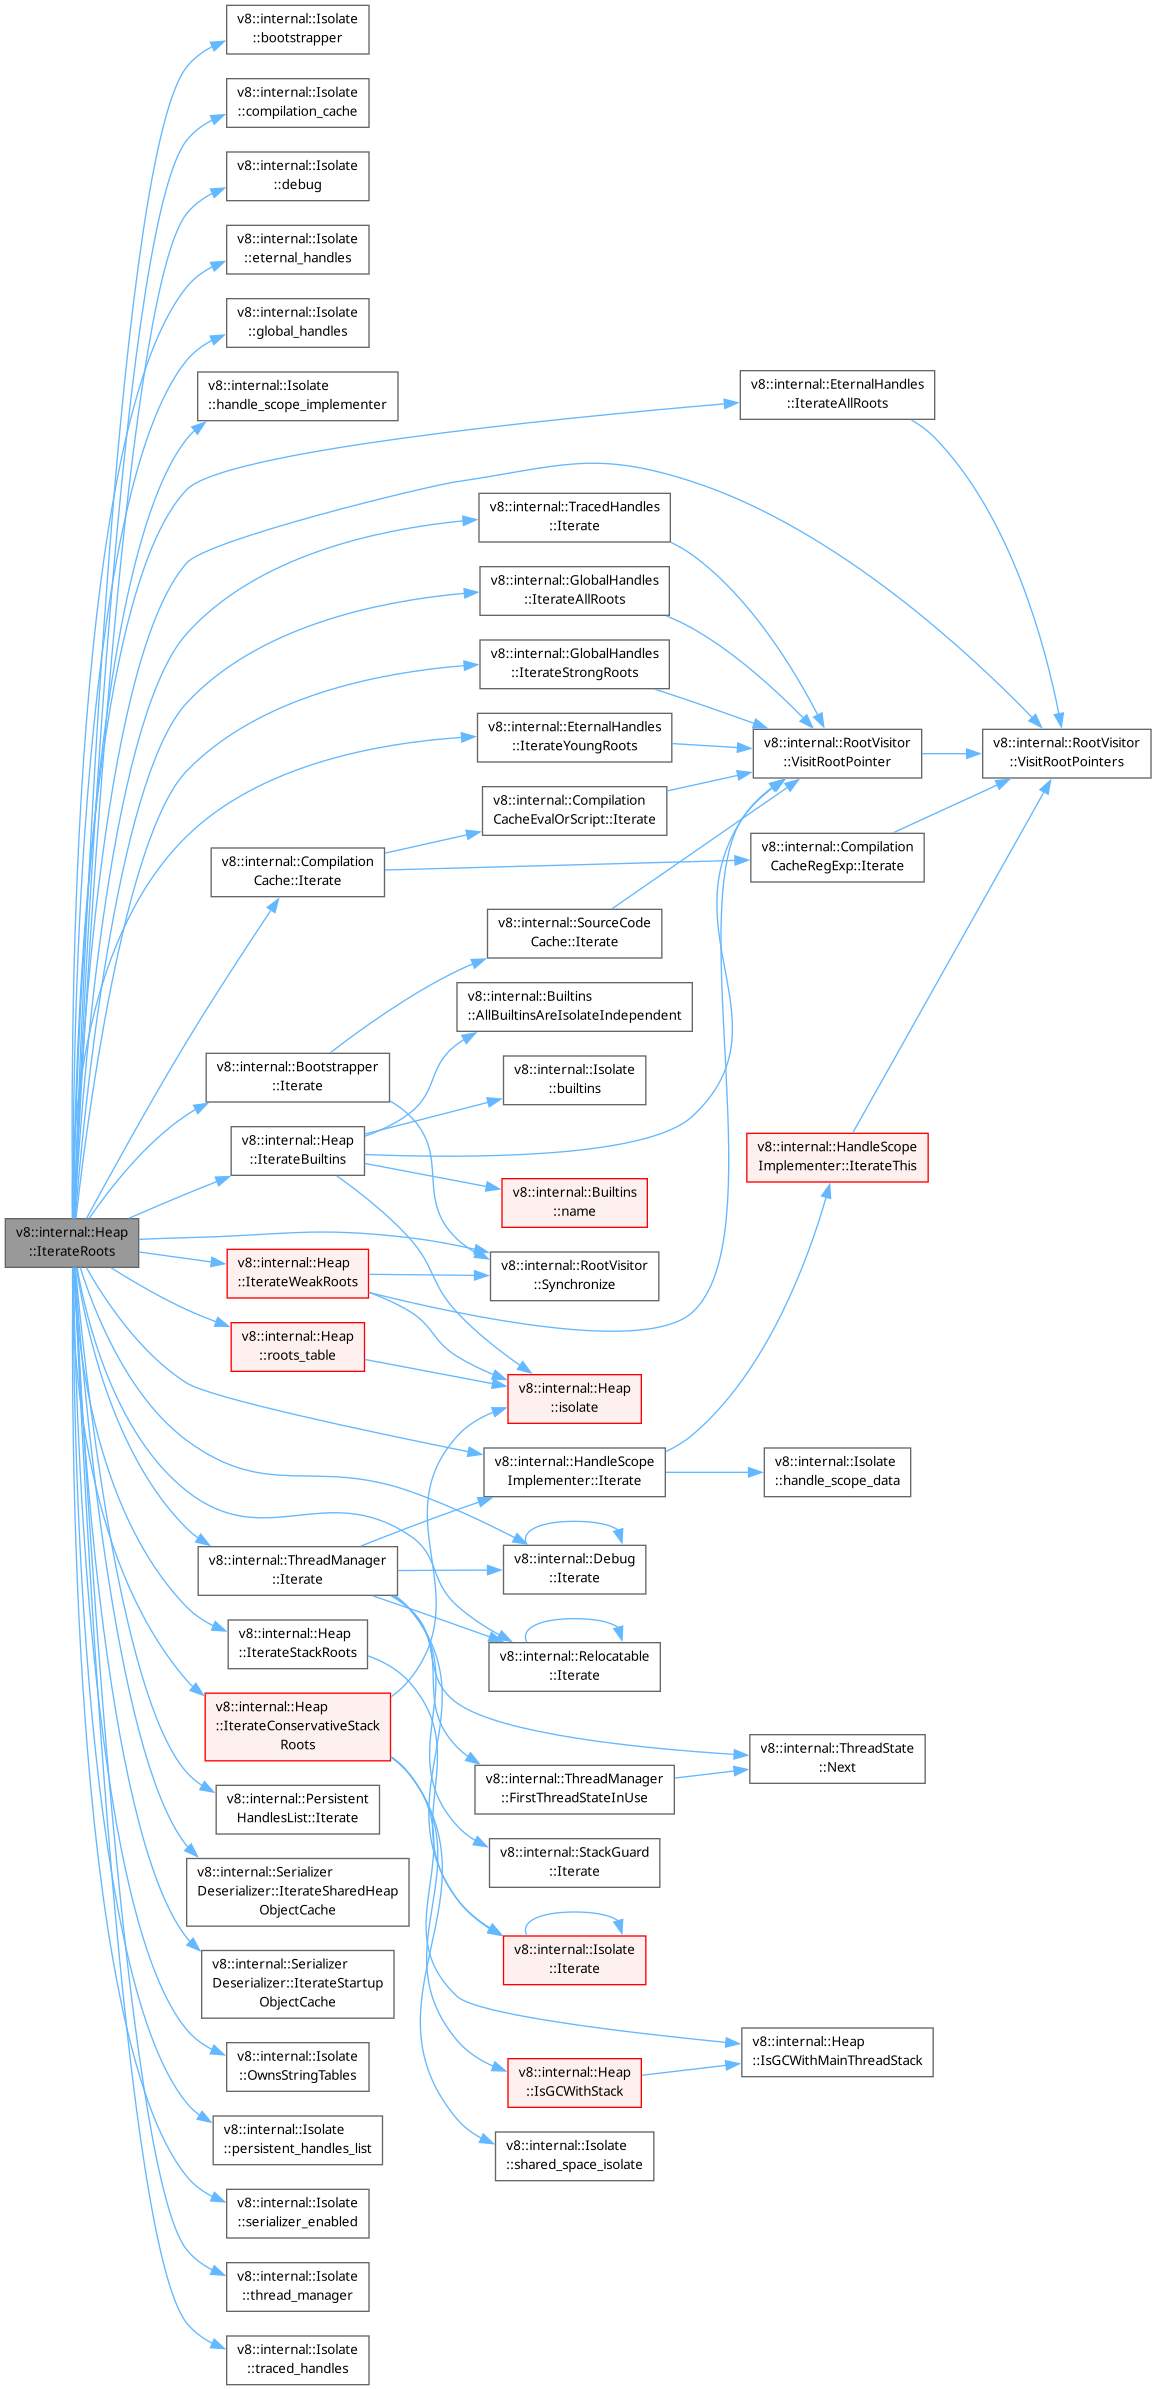 v8::internal::Isolate
::bootstrapper
v8::internal::Isolate
::compilation_cache
v8::internal::Isolate
::debug
v8::internal::Isolate
::eternal_handles
v8::internal::Isolate
::global_handles
v8::internal::Isolate
::handle_scope_implementer
v8::internal::EternalHandles
::IterateAllRoots
v8::internal::TracedHandles
::Iterate
v8::internal::GlobalHandles
::IterateAllRoots
v8::internal::GlobalHandles
::IterateStrongRoots
v8::internal::EternalHandles
::IterateYoungRoots
v8::internal::RootVisitor
::VisitRootPointer
v8::internal::RootVisitor
::VisitRootPointers
v8::internal::Compilation
CacheEvalOrScript::Iterate
v8::internal::Compilation
CacheRegExp::Iterate
v8::internal::Compilation
Cache::Iterate
v8::internal::SourceCode
Cache::Iterate
v8::internal::Builtins
::AllBuiltinsAreIsolateIndependent
v8::internal::Bootstrapper
::Iterate
v8::internal::Isolate
::builtins
v8::internal::Heap
::IterateBuiltins
v8::internal::HandleScope
Implementer::IterateThis
v8::internal::Builtins
::name
v8::internal::Heap
::IterateRoots
v8::internal::Heap
::IterateWeakRoots
v8::internal::RootVisitor
::Synchronize
v8::internal::Heap
::roots_table
v8::internal::Heap
::isolate
v8::internal::HandleScope
Implementer::Iterate
v8::internal::Isolate
::handle_scope_data
v8::internal::ThreadManager
::Iterate
v8::internal::Debug
::Iterate
v8::internal::Heap
::IterateStackRoots
v8::internal::Relocatable
::Iterate
v8::internal::Heap
::IterateConservativeStack
Roots
v8::internal::ThreadState
::Next
v8::internal::ThreadManager
::FirstThreadStateInUse
v8::internal::Persistent
HandlesList::Iterate
v8::internal::StackGuard
::Iterate
v8::internal::Serializer
Deserializer::IterateSharedHeap
ObjectCache
v8::internal::Isolate
::Iterate
v8::internal::Serializer
Deserializer::IterateStartup
ObjectCache
v8::internal::Heap
::IsGCWithMainThreadStack
v8::internal::Isolate
::OwnsStringTables
v8::internal::Heap
::IsGCWithStack
v8::internal::Isolate
::persistent_handles_list
v8::internal::Isolate
::shared_space_isolate
v8::internal::Isolate
::serializer_enabled
v8::internal::Isolate
::thread_manager
v8::internal::Isolate
::traced_handles